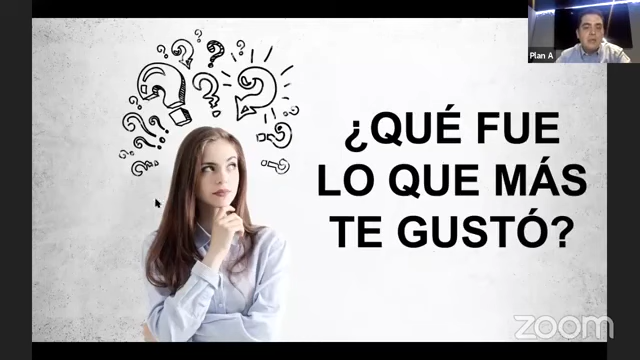 Plan A
¿QUÉ FUE
LO QUE MÁS
TE GUSTÓ?
zoom